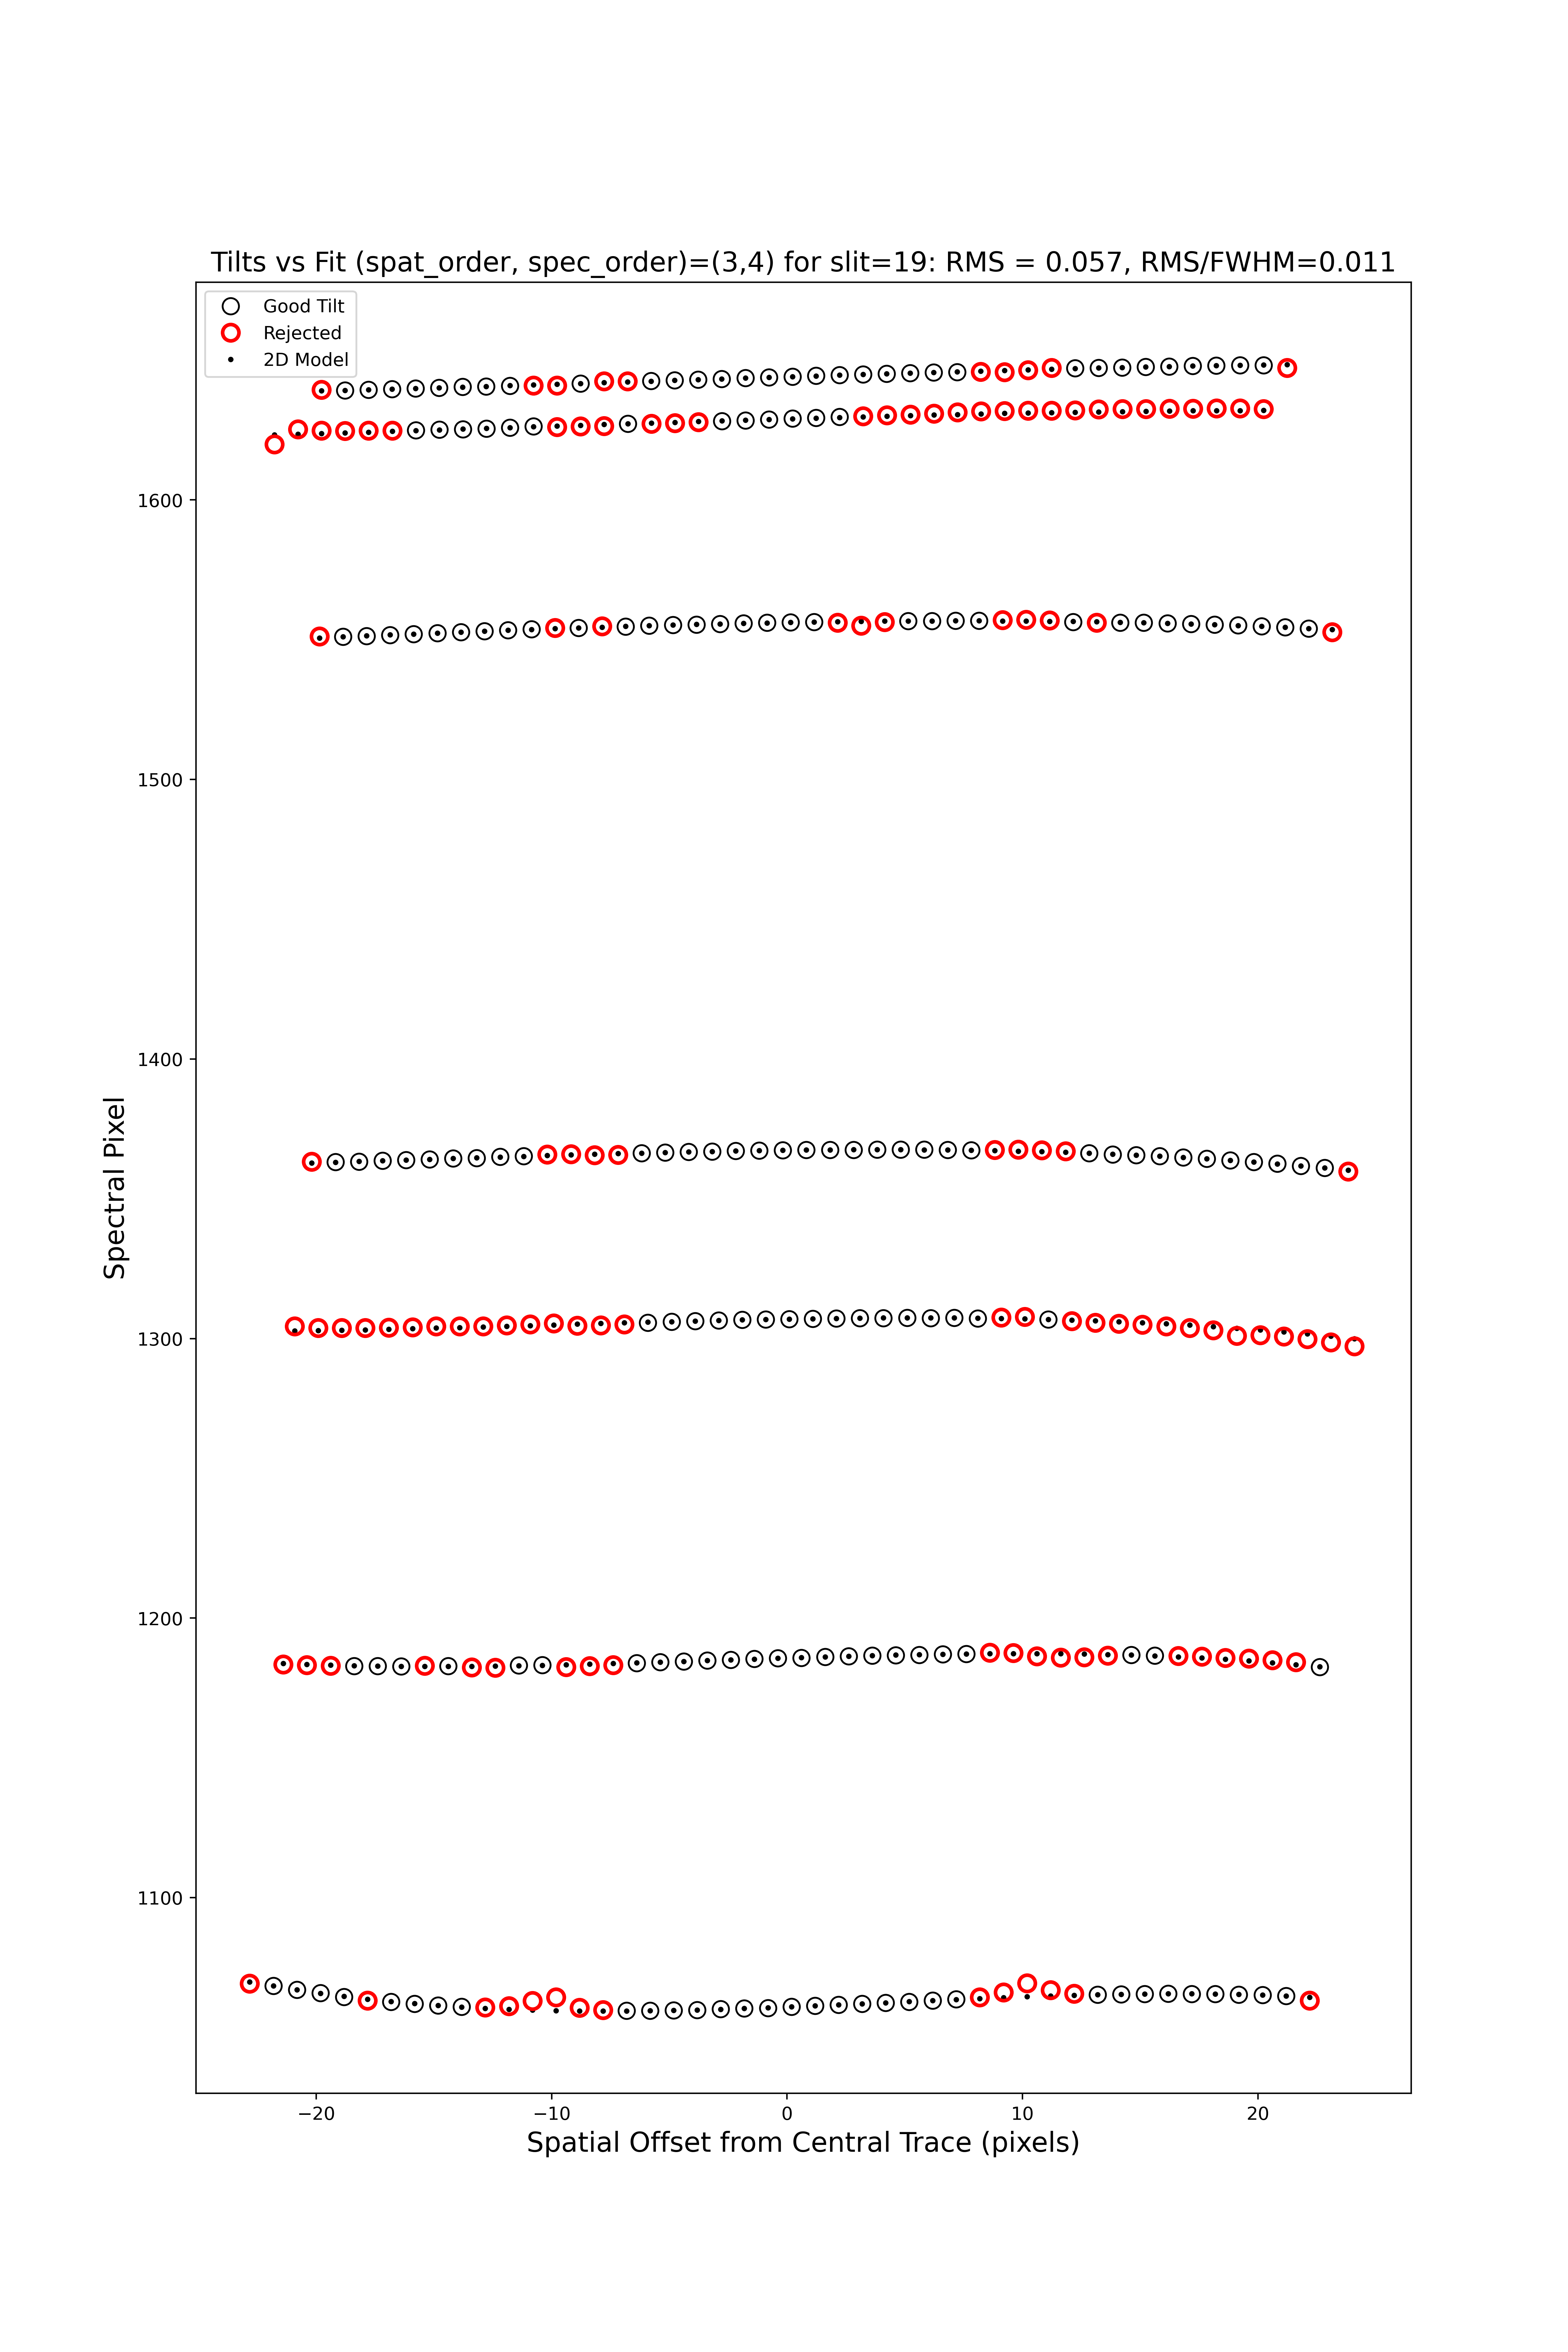 Tilts vs Fit (spat_order, spec_order)=(3,4) for slit=19: RMS = 0.057, RMS/FWHM=0.011
Good Tilt
Rejected
2D Model
1600
1500
1400
1300
1200
1100
Spectral Pixel
−20 −10 0 10 20
Spatial Offset from Central Trace (pixels)